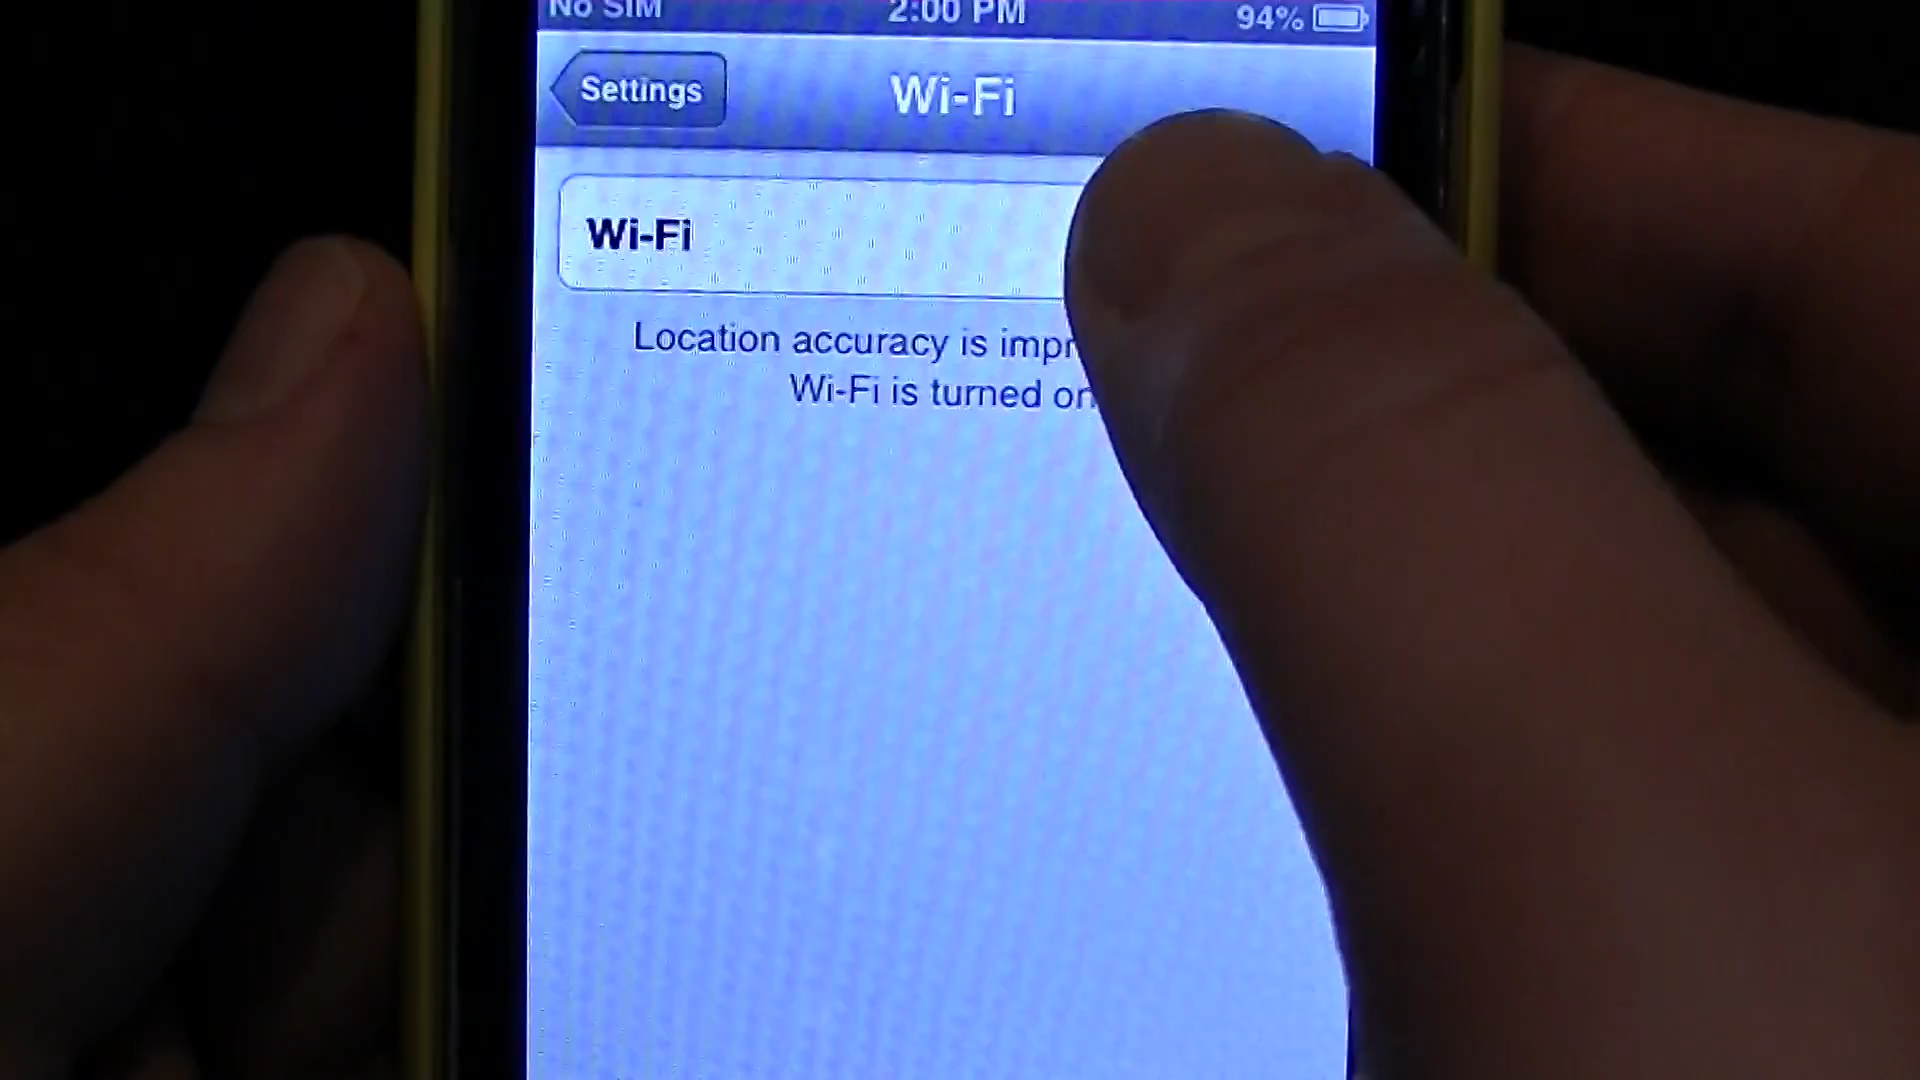 No SIM 2:00 PM 94%
Settings Wi-Fi
Wi-Fi
Location accuracy is
Wi-Fi is turned on